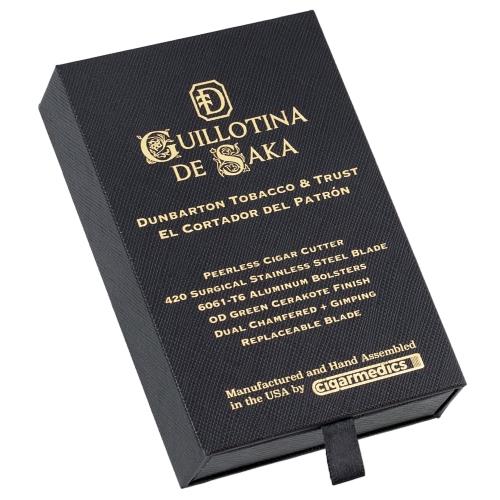 GUILLOTINA
DE SAKA
DUNBARTON TOBACCO & TRUST
EL CORTADOR DEL PATRÓN
PEERLESS CIGAR CUTTER
420 SURGICAL STAINLESS STEEL BLADE
6061-T6 ALUMINUM BOLSTERS
OD GREEN CERAKOTE FINISH
DUAL CHAMFERED + GIMPING
REPLACEABLE BLADE
Manufactured and Hand Assembled
in the USA by cigarmedics